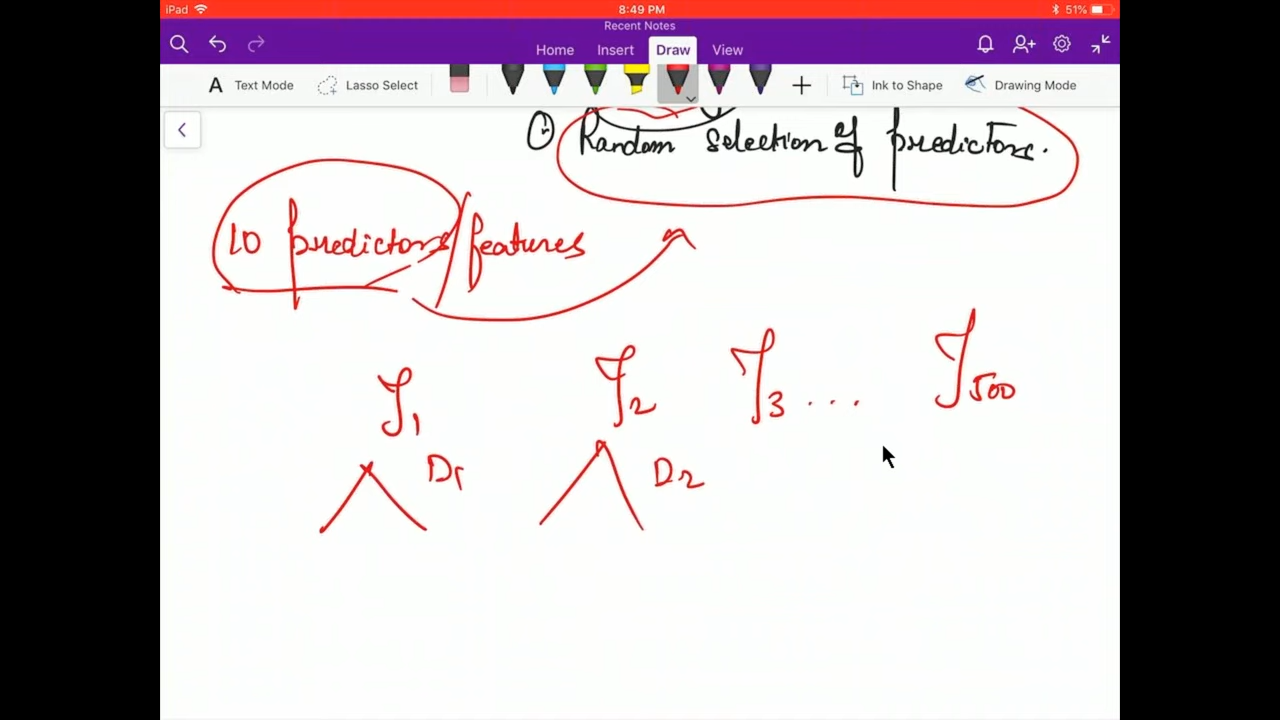 iPad 8:49 PM 51%
Recent Notes
Home Insert Draw View
A Text Mode Lasso Select Ink to Shape Drawing Mode
Random selection of predictors.
10 predictors/features
T1 T2 T3 ... T500
D1 D2